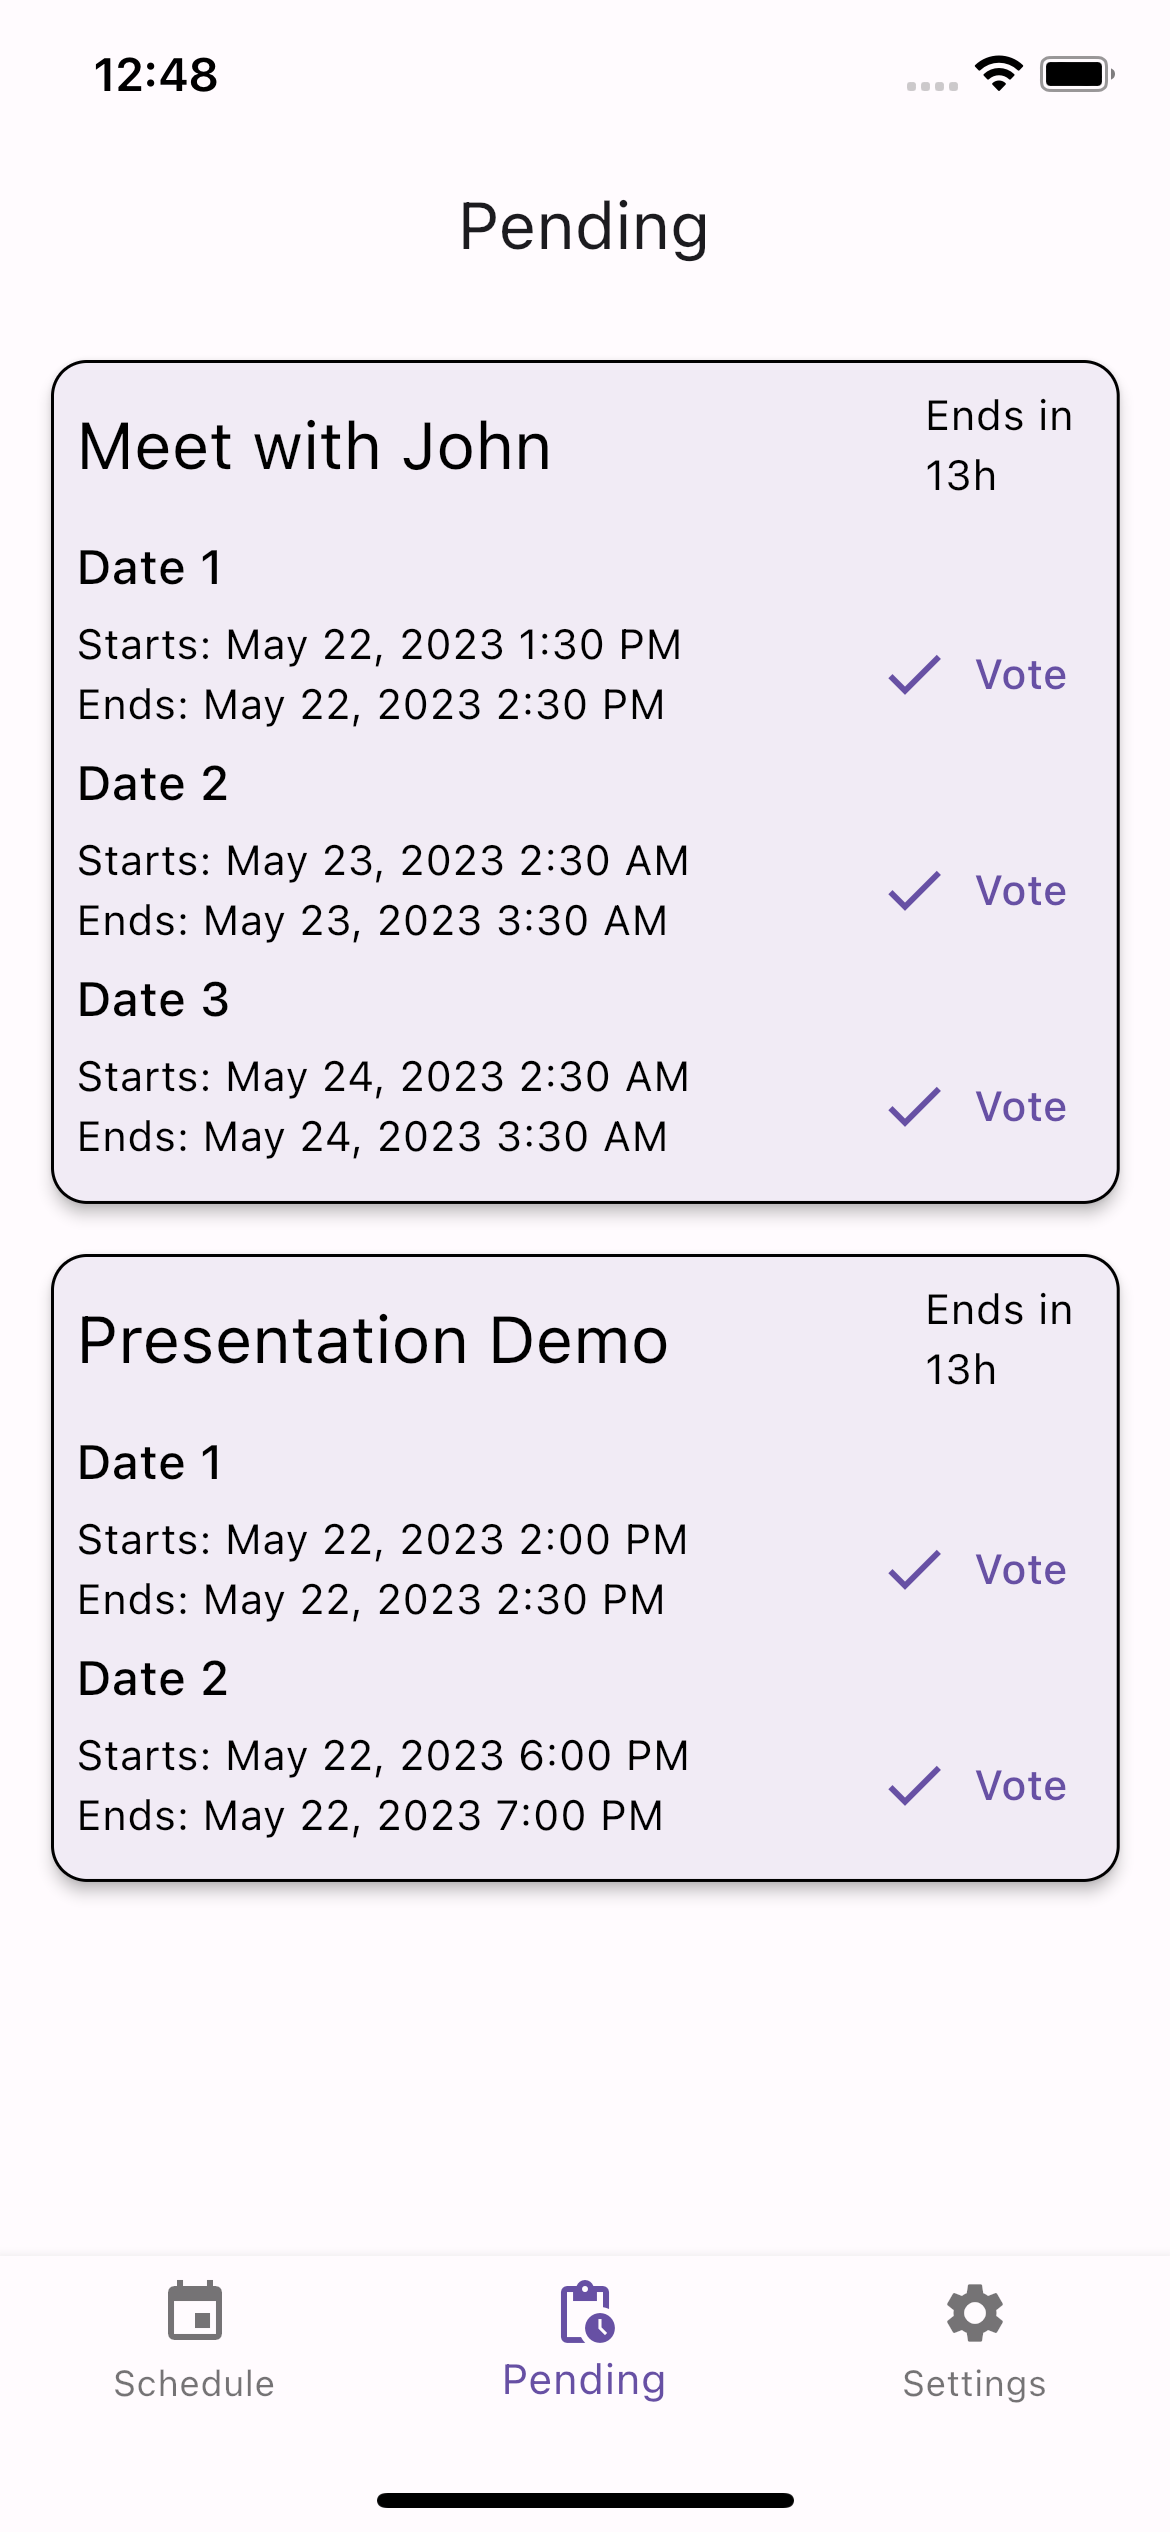 12:48
Pending
Meet with John
Ends in
13h
Date 1
Starts: May 22, 2023 1:30 PM
Ends: May 22, 2023 2:30 PM
Vote
Date 2
Starts: May 23, 2023 2:30 AM
Ends: May 23, 2023 3:30 AM
Vote
Date 3
Starts: May 24, 2023 2:30 AM
Ends: May 24, 2023 3:30 AM
Vote
Presentation Demo
Ends in
13h
Date 1
Starts: May 22, 2023 2:00 PM
Ends: May 22, 2023 2:30 PM
Vote
Date 2
Starts: May 22, 2023 6:00 PM
Ends: May 22, 2023 7:00 PM
Vote
Schedule
Pending
Settings